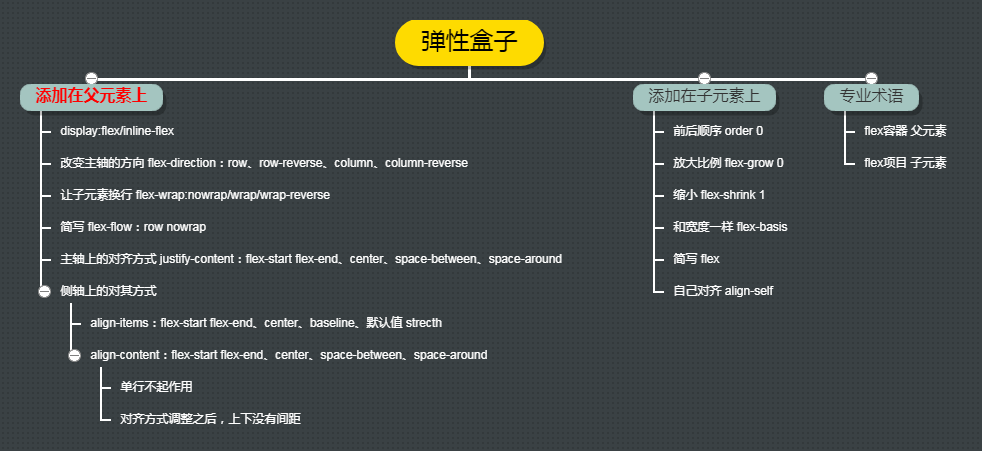 弹性盒子
添加在父元素上
display:flex/inline-flex
改变主轴的方向 flex-direction：row、row-reverse、column、column-reverse
让子元素换行 flex-wrap:nowrap/wrap/wrap-reverse
简写 flex-flow：row nowrap
主轴上的对齐方式 justify-content：flex-start flex-end、center、space-between、space-around
侧轴上的对其方式
align-items：flex-start flex-end、center、baseline、默认值 strecth
align-content：flex-start flex-end、center、space-between、space-around
单行不起作用
对齐方式调整之后，上下没有间距
添加在子元素上
前后顺序 order 0
放大比例 flex-grow 0
缩小 flex-shrink 1
和宽度一样 flex-basis
简写 flex
自己对齐 align-self
专业术语
flex容器 父元素
flex项目 子元素